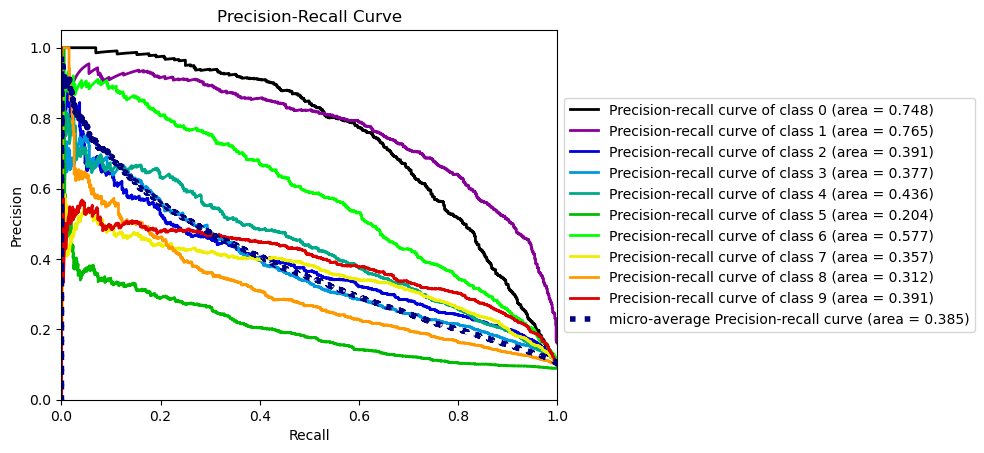 Precision-Recall Curve
1.0
0.8
0.6
0.4
0.2
0.0
Precision
0.0 0.2 0.4 0.6 0.8 1.0
Recall
Precision-recall curve of class 0 (area = 0.748)
Precision-recall curve of class 1 (area = 0.765)
Precision-recall curve of class 2 (area = 0.391)
Precision-recall curve of class 3 (area = 0.377)
Precision-recall curve of class 4 (area = 0.436)
Precision-recall curve of class 5 (area = 0.204)
Precision-recall curve of class 6 (area = 0.577)
Precision-recall curve of class 7 (area = 0.357)
Precision-recall curve of class 8 (area = 0.312)
Precision-recall curve of class 9 (area = 0.391)
micro-average Precision-recall curve (area = 0.385)